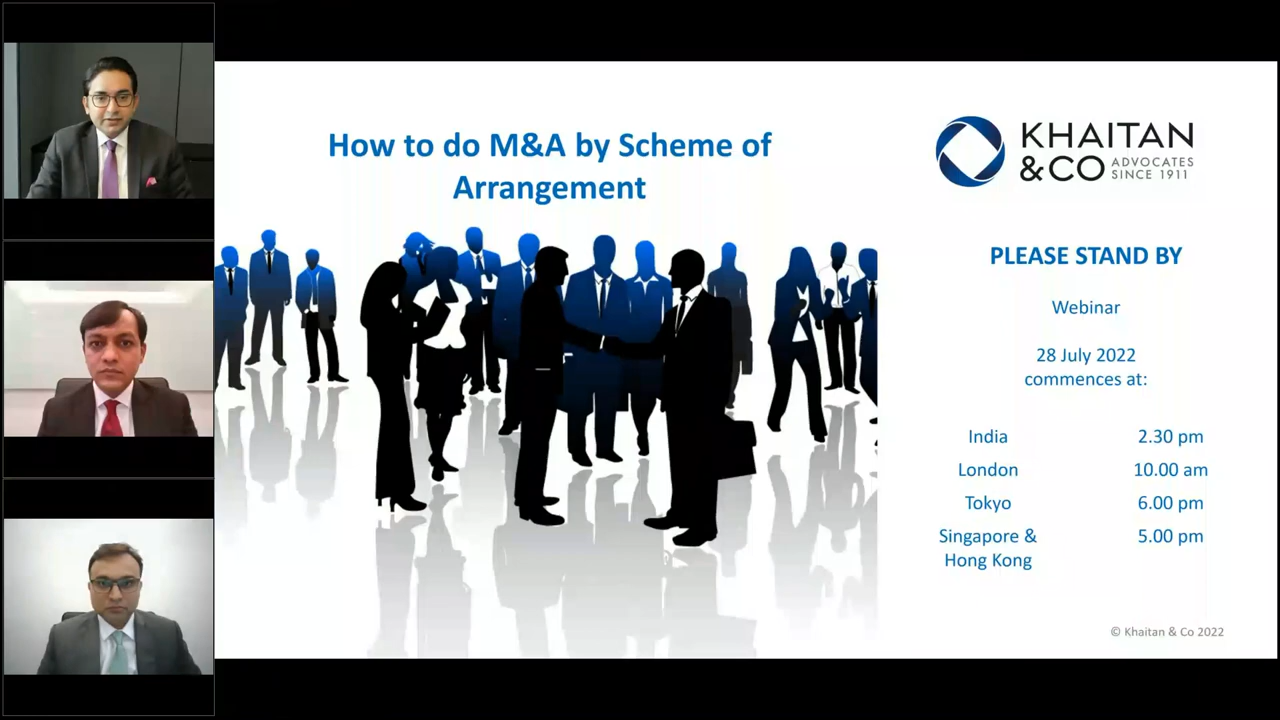 How to do M&A by Scheme of
Arrangement
KHAITAN
&CO ADVOCATES
SINCE 1911
PLEASE STAND BY
Webinar
28 July 2022
commences at:
India 2.30 pm
London 10.00 am
Tokyo 6.00 pm
Singapore & 5.00 pm
Hong Kong
© Khaitan & Co 2022